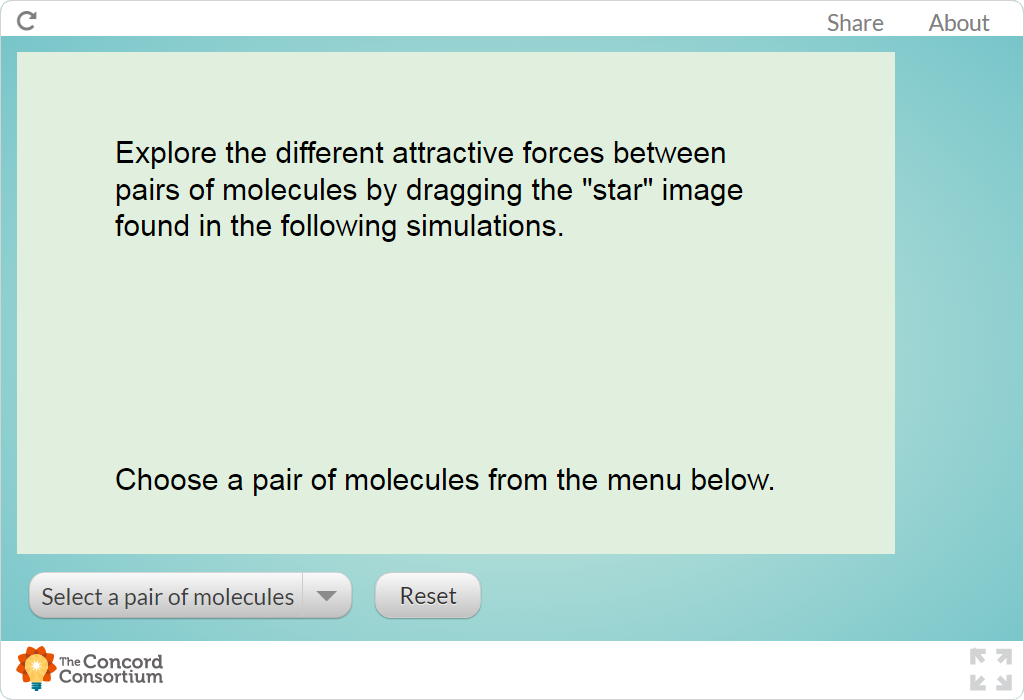 Share About
Explore the different attractive forces between
pairs of molecules by dragging the "star" image
found in the following simulations.
Choose a pair of molecules from the menu below.
Select a pair of molecules Reset
The Concord
Consortium